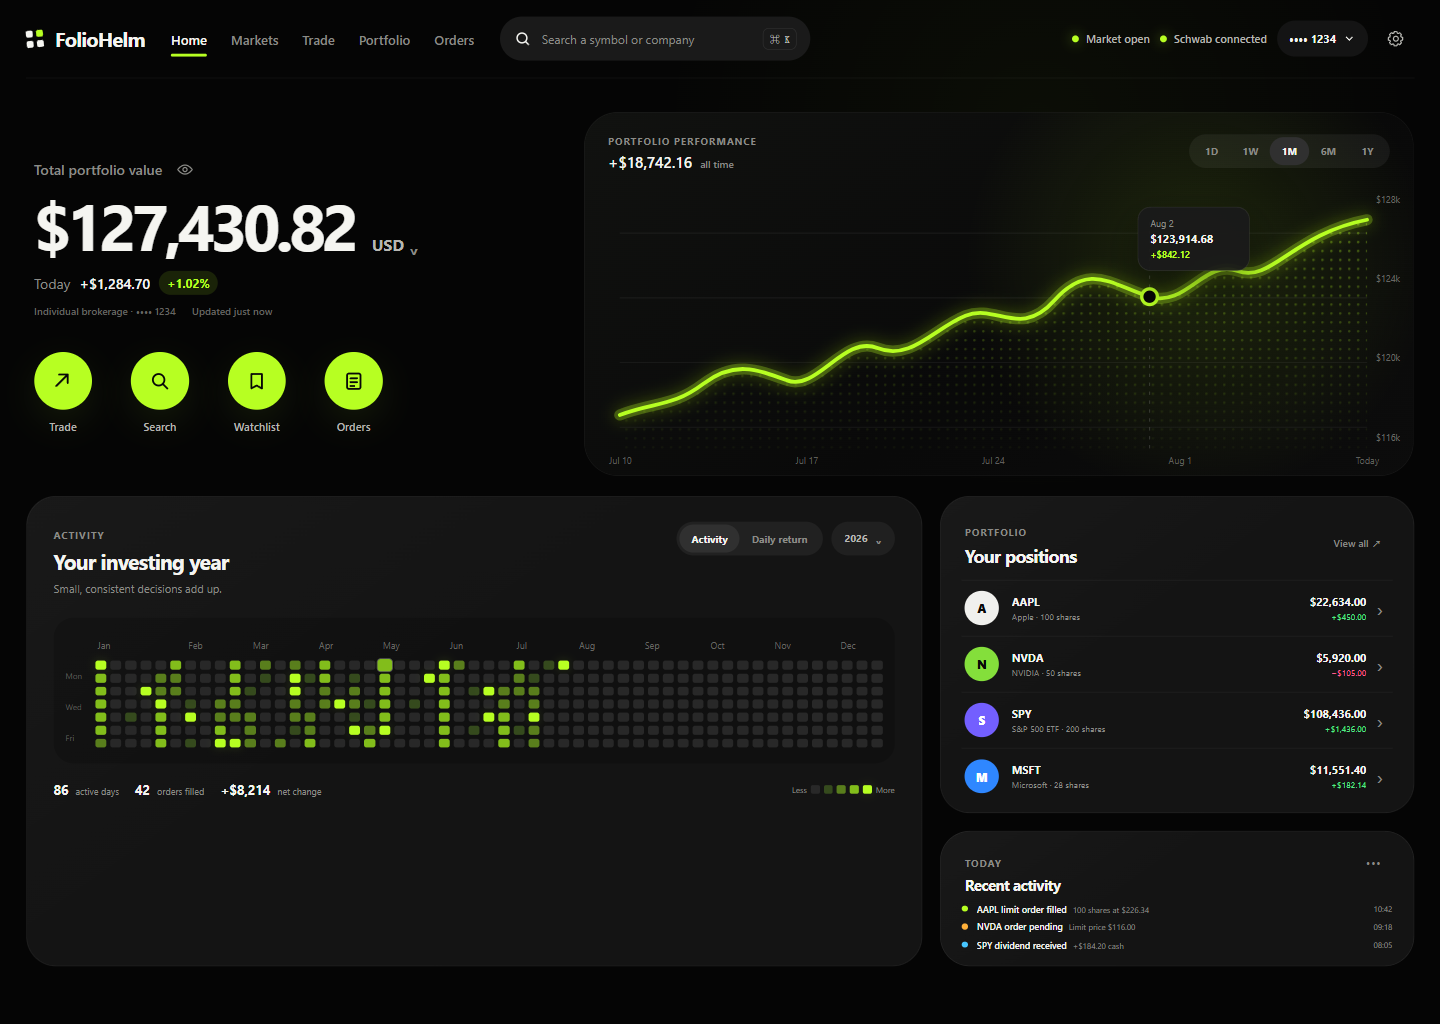 FolioHelm
Home Markets Trade Portfolio Orders
Search a symbol or company
⌘ K
Market open
Schwab connected
•••• 1234
Total portfolio value
$127,430.82 USD
Today +$1,284.70 +1.02%
Individual brokerage · •••• 1234 Updated just now
Trade Search Watchlist Orders
PORTFOLIO PERFORMANCE
+$18,742.16 all time
1D 1W 1M 6M 1Y
$128k
$124k
$120k
$116k
Aug 2
$123,914.68
+$842.12
Jul 10 Jul 17 Jul 24 Aug 1 Today
ACTIVITY
Your investing year
Small, consistent decisions add up.
Activity Daily return
2026
Jan Feb Mar Apr May Jun Jul Aug Sep Oct Nov Dec
Mon
Wed
Fri
86 active days 42 orders filled +$8,214 net change
Less More
PORTFOLIO
Your positions
View all ↗
A AAPL $22,634.00
Apple · 100 shares +$450.00
N NVDA $5,920.00
NVIDIA · 50 shares −$105.00
S SPY $108,436.00
S&P 500 ETF · 200 shares +$1,436.00
M MSFT $11,551.40
Microsoft · 28 shares +$182.14
TODAY
Recent activity
AAPL limit order filled 100 shares at $226.34 10:42
NVDA order pending Limit price $116.00 09:18
SPY dividend received +$184.20 cash 08:05